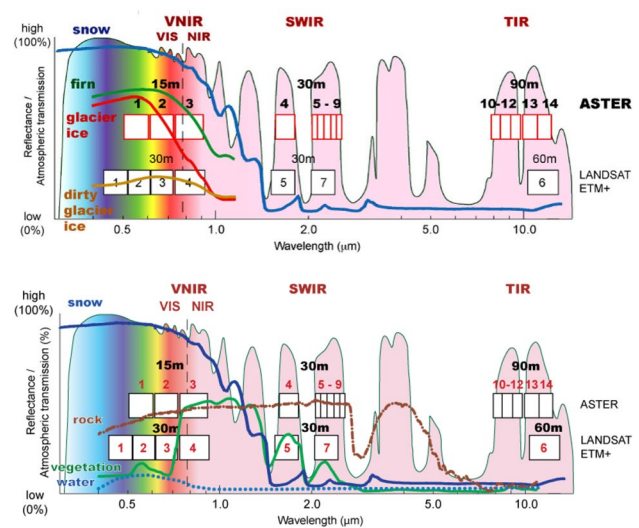 VNIR SWIR TIR
high
(100%)
snow VIS NIR
firn 15m 30m 90m
1 2 3 4 5 - 9 10-12 13 14 ASTER
glacier
ice
30m 30m 60m
1 2 3 4 5 7 6 LANDSAT
ETM+
dirty
glacier
ice
low
(0%)
Reflectance /
Atmospheric transmission
0.5 1.0 2.0 5.0 10.0
Wavelength (μm)
VNIR SWIR TIR
high
(100%)
snow VIS NIR
15m 30m 90m
1 2 3 4 5 - 9 10-12 13 14
ASTER
rock
30m 30m 60m
1 2 3 4 5 7 6 LANDSAT
ETM+
vegetation
water
low
(0%)
Reflectance /
Atmospheric transmission (%)
0.5 1.0 2.0 5.0 10.0
Wavelength (μm)